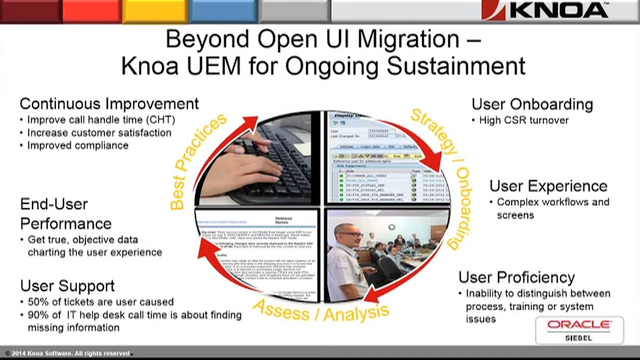 KNOA™
Beyond Open UI Migration –
Knoa UEM for Ongoing Sustainment
Continuous Improvement
• Improve call handle time (CHT)
• Increase customer satisfaction
• Improved compliance
End-User
Performance
• Get true, objective data
charting the user experience
User Support
• 50% of tickets are user caused
• 90% of IT help desk call time is about finding
missing information
Best Practices
Strategy / Onboarding
Assess / Analysis
User Onboarding
• High CSR turnover
User Experience
• Complex workflows and
screens
User Proficiency
• Inability to distinguish between
process, training or system
issues
ORACLE
SIEBEL
© 2014 Knoa Software. All rights reserved.